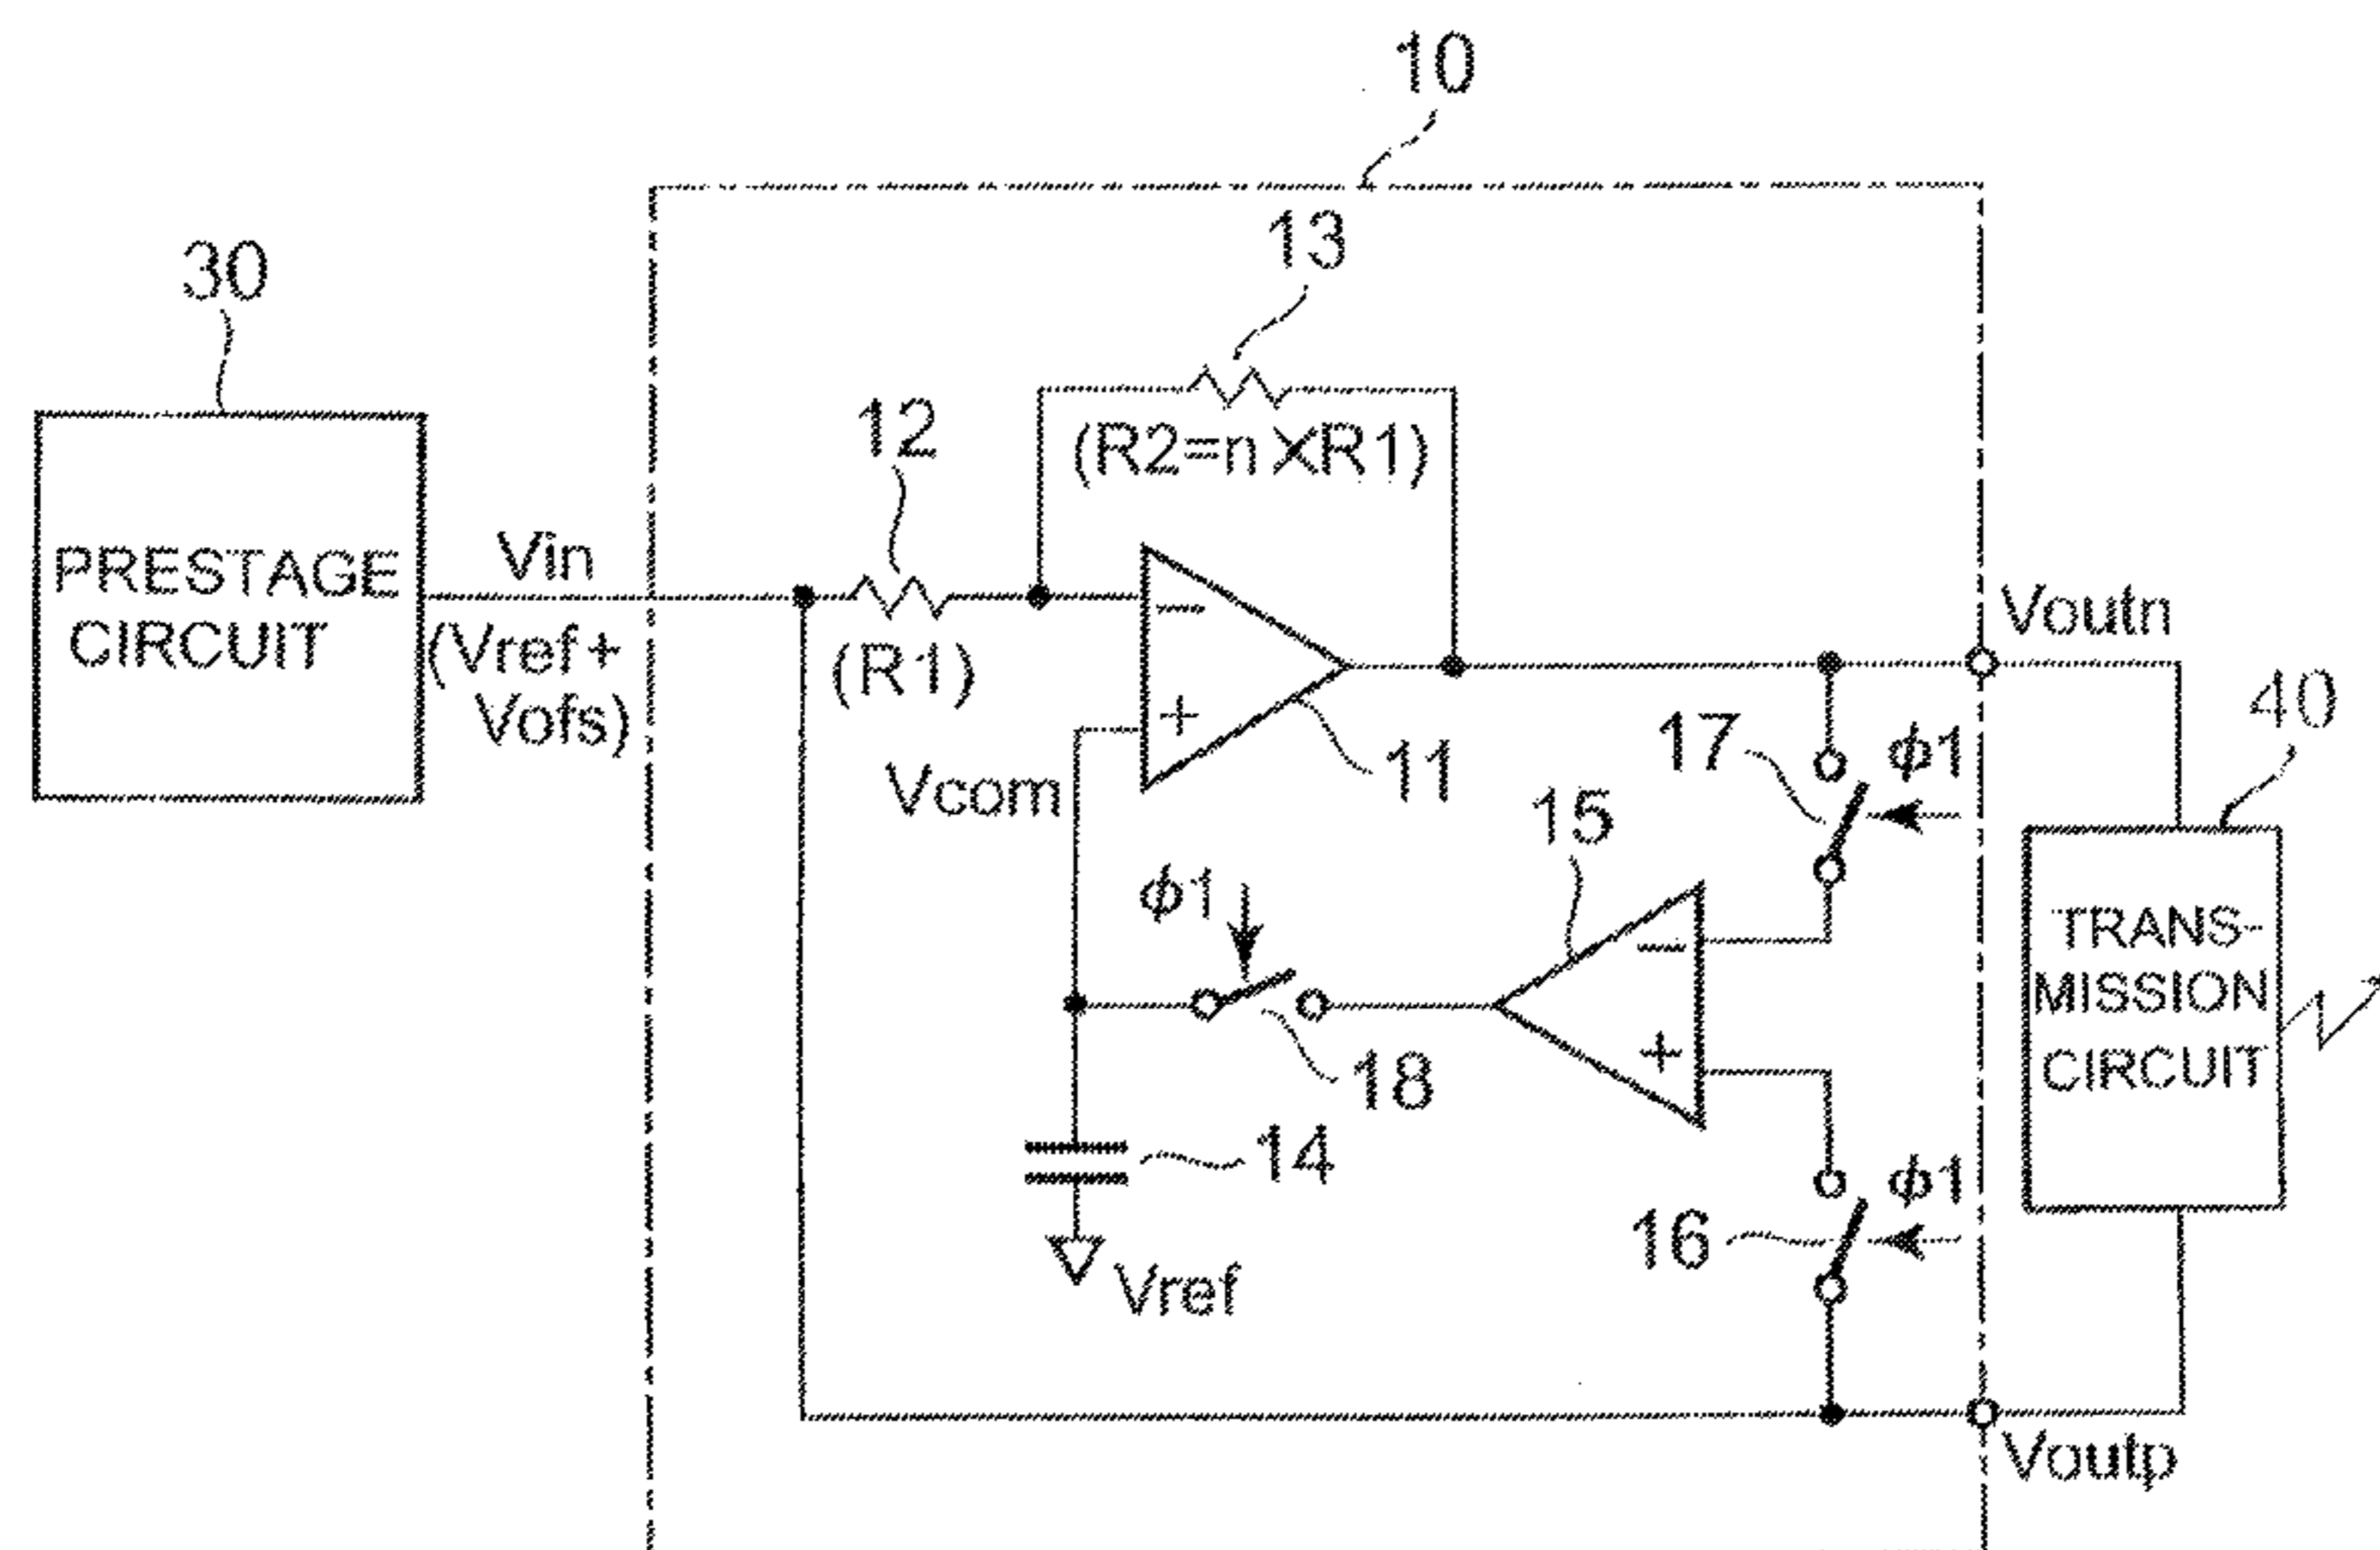 10
13
30
12
(R2=n×R1)
Vin
PRESTAGE
CIRCUIT
(Vref+
Vofs)
(R1)
−
+
11
Vcom
Voutn
17
ϕ1
40
15
ϕ1
−
+
18
TRANS-
MISSION
CIRCUIT
14
Vref
16
ϕ1
Voutp